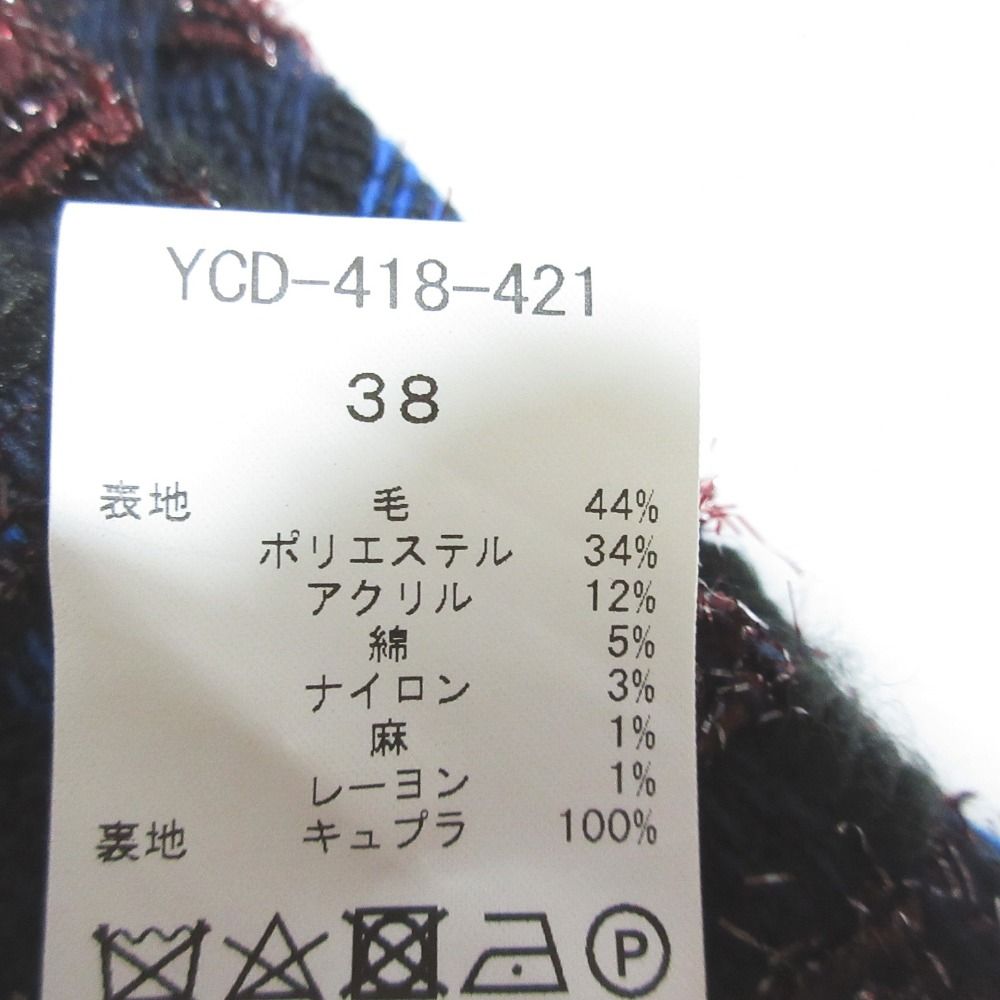 YCD-418-421
38
表地 毛 44%
ポリエステル 34%
アクリル 12%
綿 5%
ナイロン 3%
麻 1%
レーヨン 1%
裏地 キュプラ 100%
P